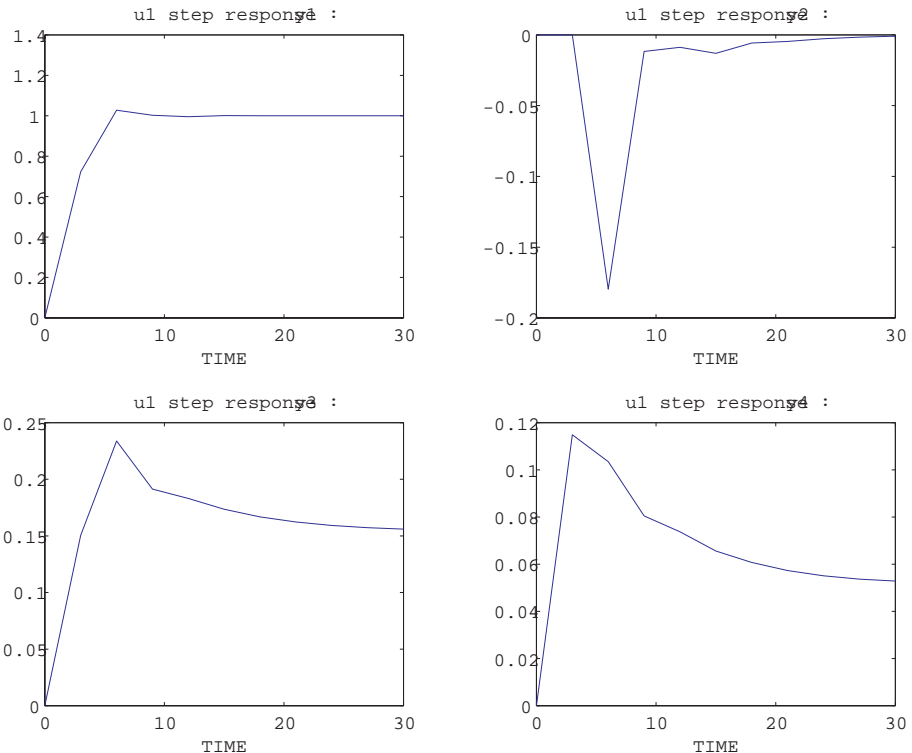 u1 step response y1 :
1.4
1.2
1
0.8
0.6
0.4
0.2
0
0 10 20 30
TIME
u1 step response y2 :
0
-0.05
-0.1
-0.15
-0.2
0 10 20 30
TIME
u1 step response y3 :
0.25
0.2
0.15
0.1
0.05
0
0 10 20 30
TIME
u1 step response y4 :
0.12
0.1
0.08
0.06
0.04
0.02
0
0 10 20 30
TIME